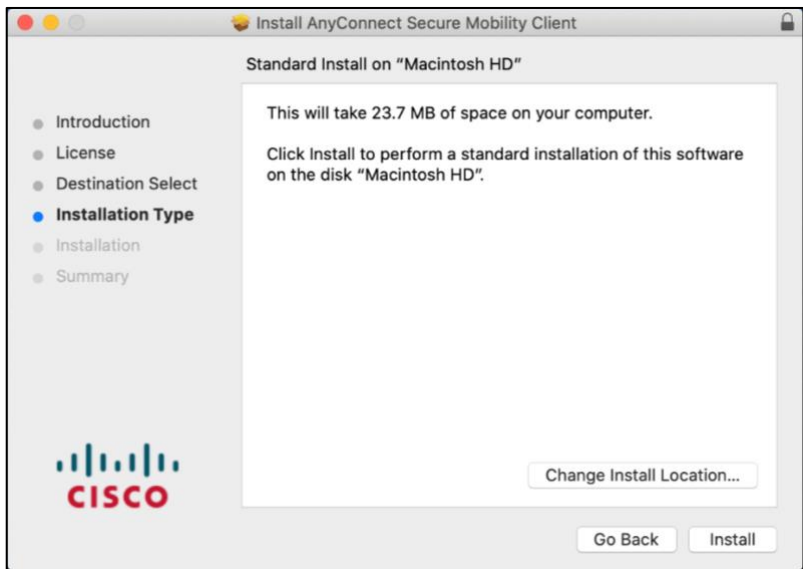 Install AnyConnect Secure Mobility Client
Standard Install on “Macintosh HD”
Introduction
License
Destination Select
Installation Type
Installation
Summary
This will take 23.7 MB of space on your computer.
Click Install to perform a standard installation of this software
on the disk “Macintosh HD”.
CISCO
Change Install Location...
Go Back
Install